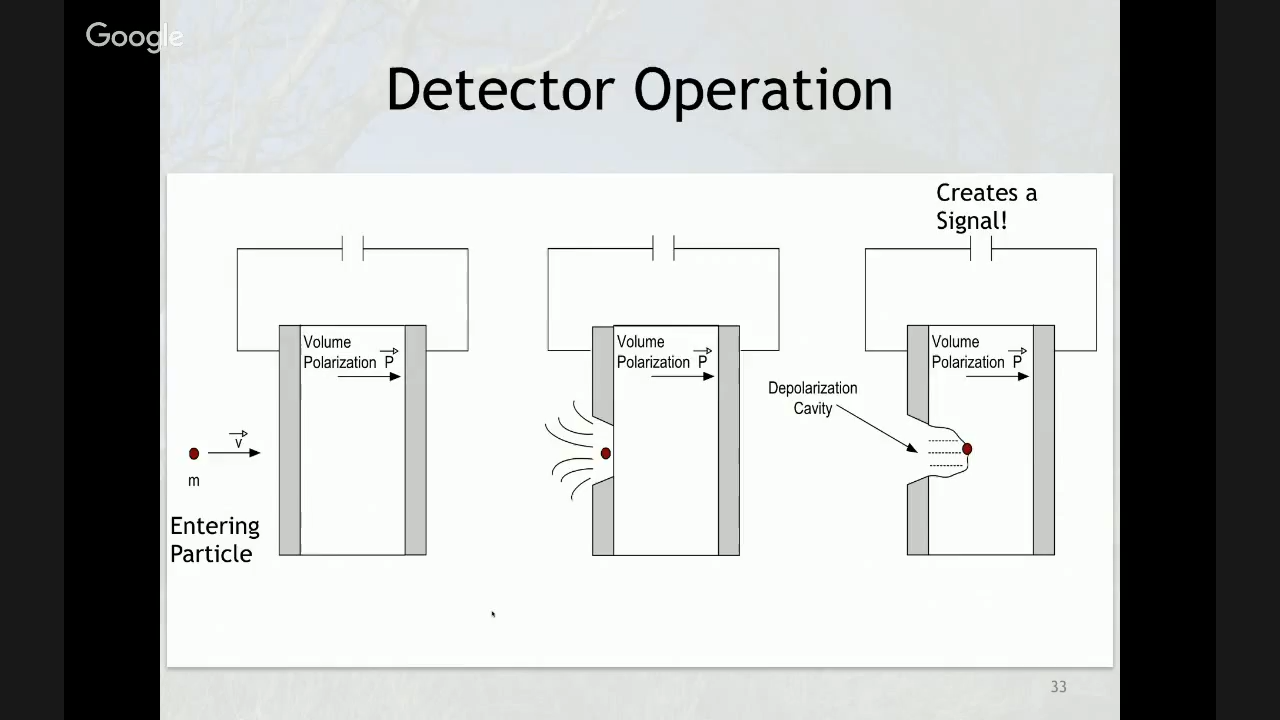 Google
Detector Operation
Creates a
Signal!
Volume
Polarization P
Volume
Polarization P
Volume
Polarization P
Depolarization
Cavity
v
m
Entering
Particle
33